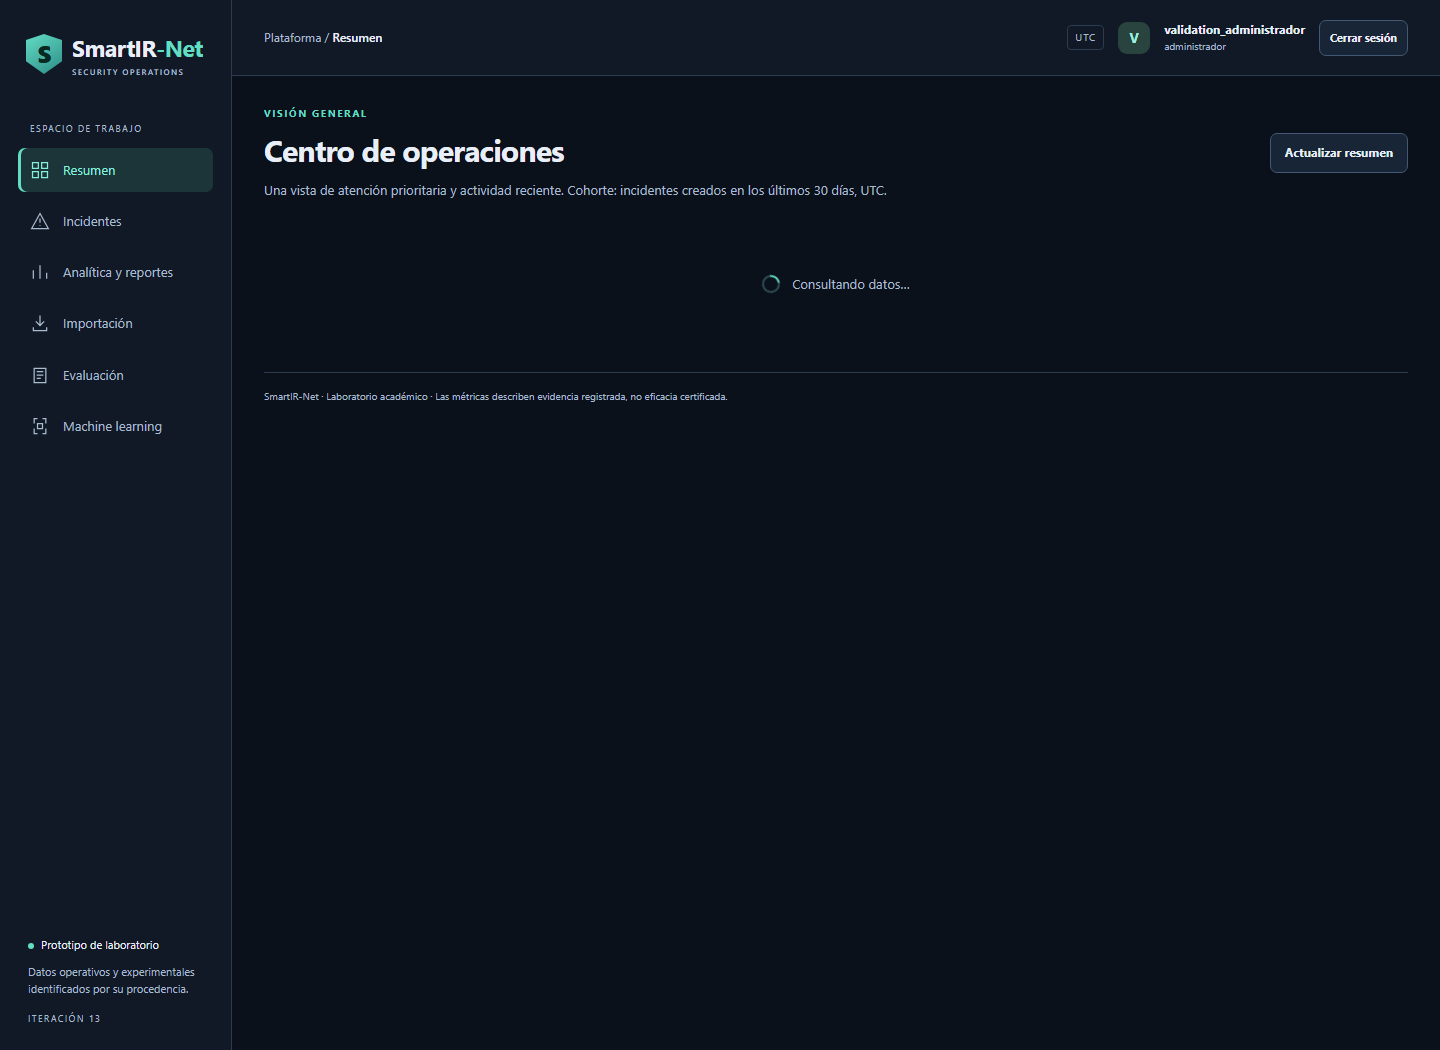 SmartIR-Net
SECURITY OPERATIONS
ESPACIO DE TRABAJO
Resumen
Incidentes
Analítica y reportes
Importación
Evaluación
Machine learning
Prototipo de laboratorio
Datos operativos y experimentales
identificados por su procedencia.
ITERACIÓN 13
Plataforma / Resumen
UTC
V
validation_administrador
administrador
Cerrar sesión
VISIÓN GENERAL
Centro de operaciones
Actualizar resumen
Una vista de atención prioritaria y actividad reciente. Cohorte: incidentes creados en los últimos 30 días, UTC.
Consultando datos...
SmartIR-Net · Laboratorio académico · Las métricas describen evidencia registrada, no eficacia certificada.